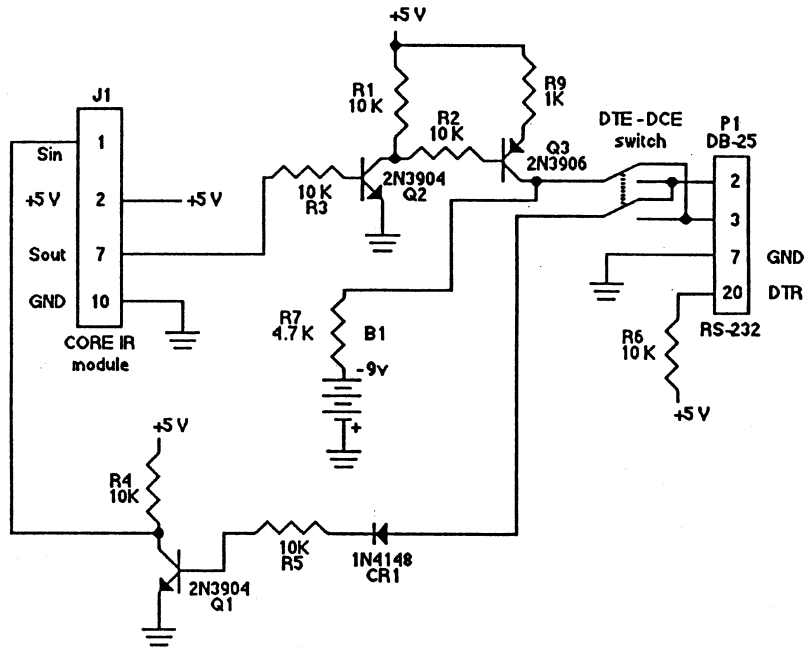 +5 V
J1
R1
10 K
R2
10 K
R9
1K
DTE-DCE
switch
P1
DB-25
1
Sin
Q3
2N3906
2
+5 V
2
+5 V
10 K
R3
2N3904
Q2
3
Sout
7
7
GND
GND
10
20
DTR
CORE IR
module
R7
4.7 K
B1
-9v
+
R6
10 K
RS-232
+5 V
+5 V
R4
10K
10K
R5
1N4148
CR1
2N3904
Q1